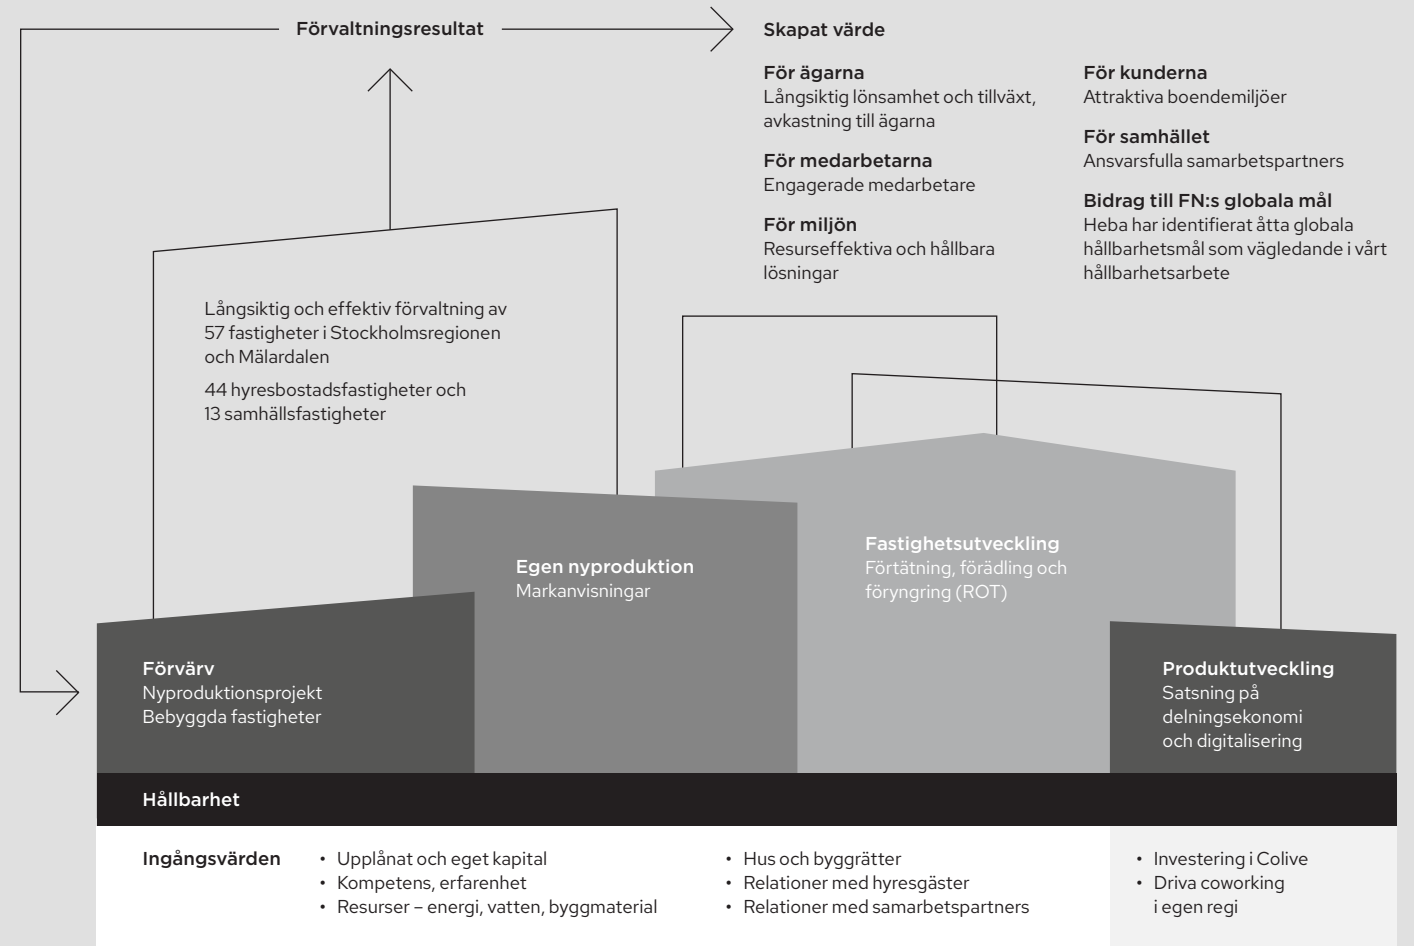 Förvaltningsresultat
Skapat värde
För ägarna
Långsiktig lönsamhet och tillväxt,
avkastning till ägarna
För medarbetarna
Engagerade medarbetare
För miljön
Resurseffektiva och hållbara
lösningar
För kunderna
Attraktiva boendemiljöer
För samhället
Ansvarsfulla samarbetspartners
Bidrag till FN:s globala mål
Heba har identifierat åtta globala
hållbarhetsmål som vägledande i vårt
hållbarhetsarbete
Långsiktig och effektiv förvaltning av
57 fastigheter i Stockholmsregionen
och Mälardalen
44 hyresbostadsfastigheter och
13 samhällsfastigheter
Förvärv
Nyproduktionsprojekt
Bebyggda fastigheter
Egen nyproduktion
Markanvisningar
Fastighetsutveckling
Förtätning, förädling och
föryngring (ROT)
Produktutveckling
Satsning på
delningsekonomi
och digitalisering
Hållbarhet
Ingångsvärden
• Upplånat och eget kapital
• Kompetens, erfarenhet
• Resurser – energi, vatten, byggmaterial
• Hus och byggrätter
• Relationer med hyresgäster
• Relationer med samarbetspartners
• Investering i Colive
• Driva coworking
i egen regi